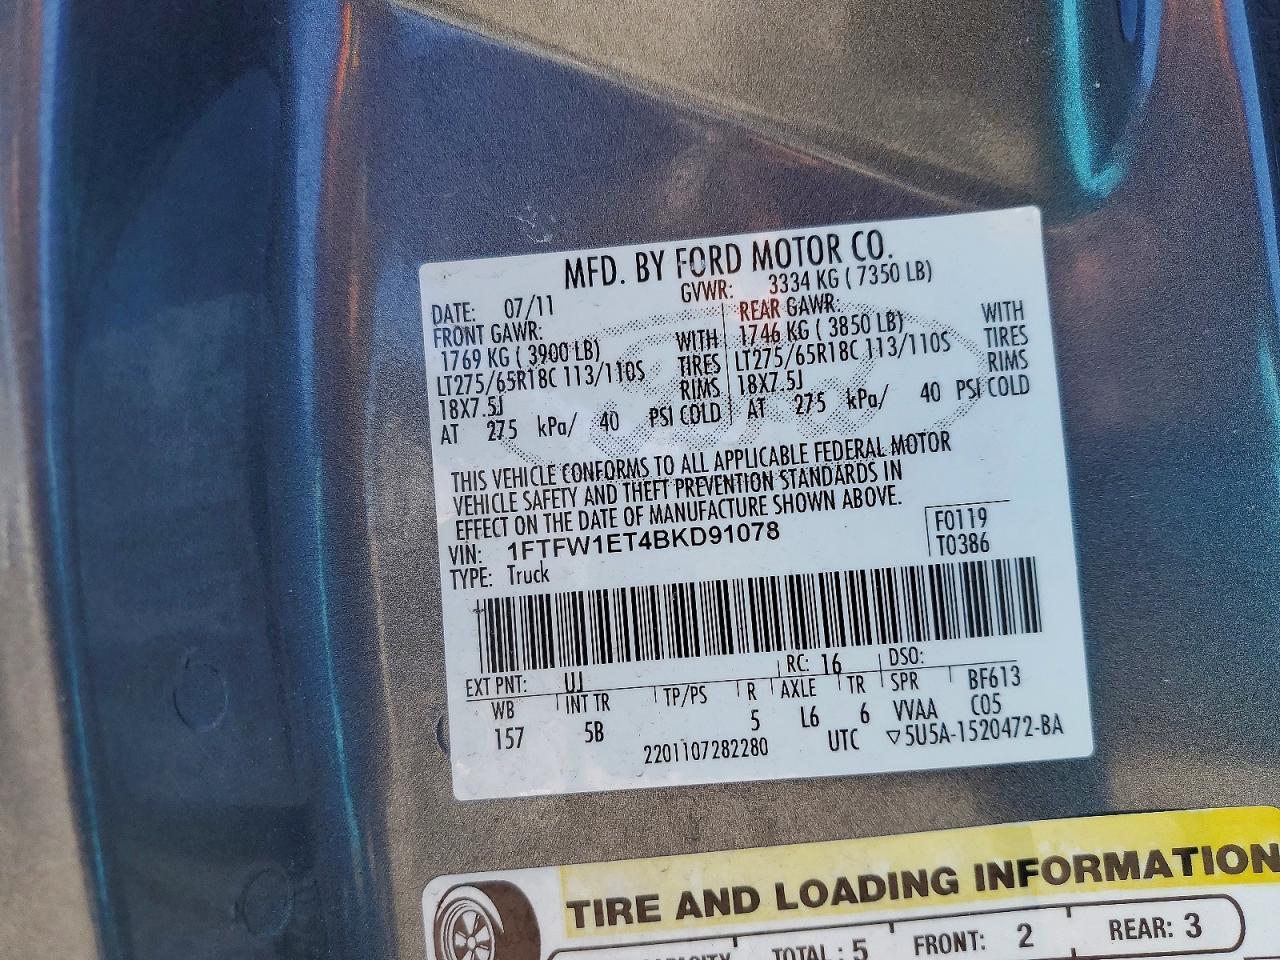 MFD. BY FORD MOTOR CO.
DATE: 07/11 GVWR: 3334 KG ( 7350 LB)
FRONT GAWR: REAR GAWR:
1769 KG ( 3900 LB) WITH 1746 KG ( 3850 LB) WITH
LT275/65R18C 113/110S TIRES LT275/65R18C 113/110S TIRES
18X7.5J RIMS 18X7.5J RIMS
AT 275 kPa/ 40 PSI COLD AT 275 kPa/ 40 PSI COLD
THIS VEHICLE CONFORMS TO ALL APPLICABLE FEDERAL MOTOR
VEHICLE SAFETY AND THEFT PREVENTION STANDARDS IN
EFFECT ON THE DATE OF MANUFACTURE SHOWN ABOVE.
VIN: 1FTFW1ET4BKD91078 F0119
TYPE: Truck T0386
EXT PNT: UJ RC: 16 DSO:
WB INT TR TP/PS R AXLE TR SPR BF613
157 5B 5 L6 6 VVAA C05
2201107282280 UTC ▽5U5A-1520472-BA
TIRE AND LOADING INFORMATION
TOTAL: 5 FRONT: 2 REAR: 3